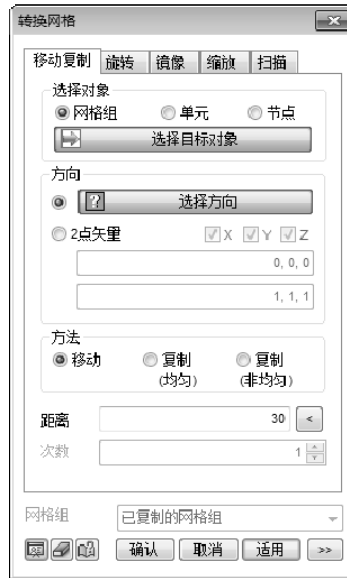 转换网格
移动复制 旋转 镜像 缩放 扫描
选择对象
网格组 单元 节点
选择目标对象
方向
选择方向
2点矢量 X Y Z
0, 0, 0
1, 1, 1
方法
移动 复制 复制
(均匀) (非均匀)
距离 30 <
次数 1
网格组 已复制的网格组
确认 取消 适用 >>